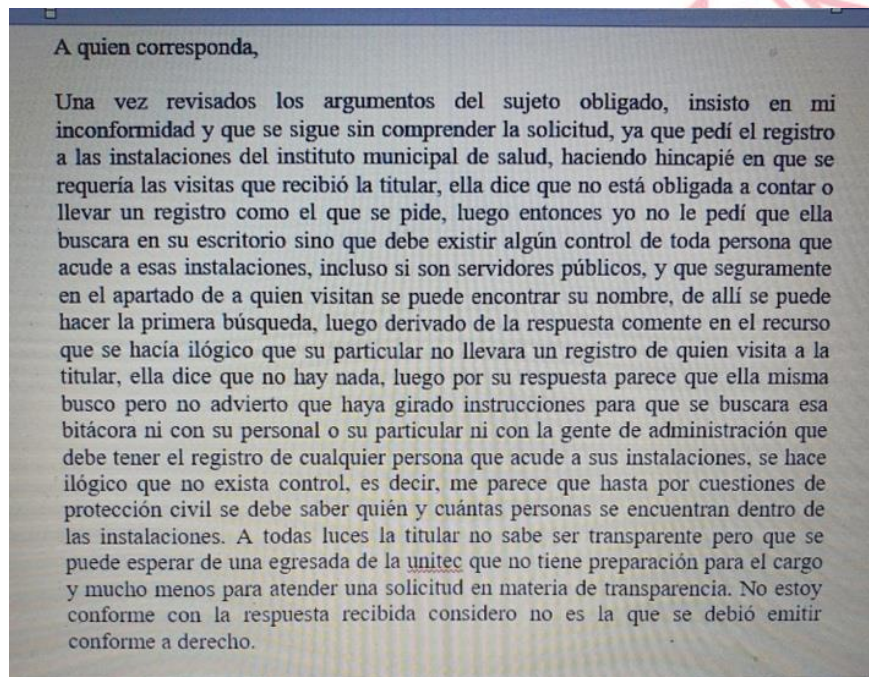 A quien corresponda,
Una vez revisados los argumentos del sujeto obligado, insisto en mi
inconformidad y que se sigue sin comprender la solicitud, ya que pedí el registro
a las instalaciones del instituto municipal de salud, haciendo hincapié en que se
requería las visitas que recibió la titular, ella dice que no está obligada a contar o
llevar un registro como el que se pide, luego entonces yo no le pedí que ella
buscara en su escritorio sino que debe existir algún control de toda persona que
acude a esas instalaciones, incluso si son servidores públicos, y que seguramente
en el apartado de a quien visitan se puede encontrar su nombre, de allí se puede
hacer la primera búsqueda, luego derivado de la respuesta comente en el recurso
que se hacía ilógico que su particular no llevara un registro de quien visita a la
titular, ella dice que no hay nada, luego por su respuesta parece que ella misma
busco pero no advierto que haya girado instrucciones para que se buscara esa
bitácora ni con su personal o su particular ni con la gente de administración que
debe tener el registro de cualquier persona que acude a sus instalaciones, se hace
ilógico que no exista control, es decir, me parece que hasta por cuestiones de
protección civil se debe saber quién y cuántas personas se encuentran dentro de
las instalaciones. A todas luces la titular no sabe ser transparente pero que se
puede esperar de una egresada de la unitec que no tiene preparación para el cargo
y mucho menos para atender una solicitud en materia de transparencia. No estoy
conforme con la respuesta recibida considero no es la que se debió emitir
conforme a derecho.